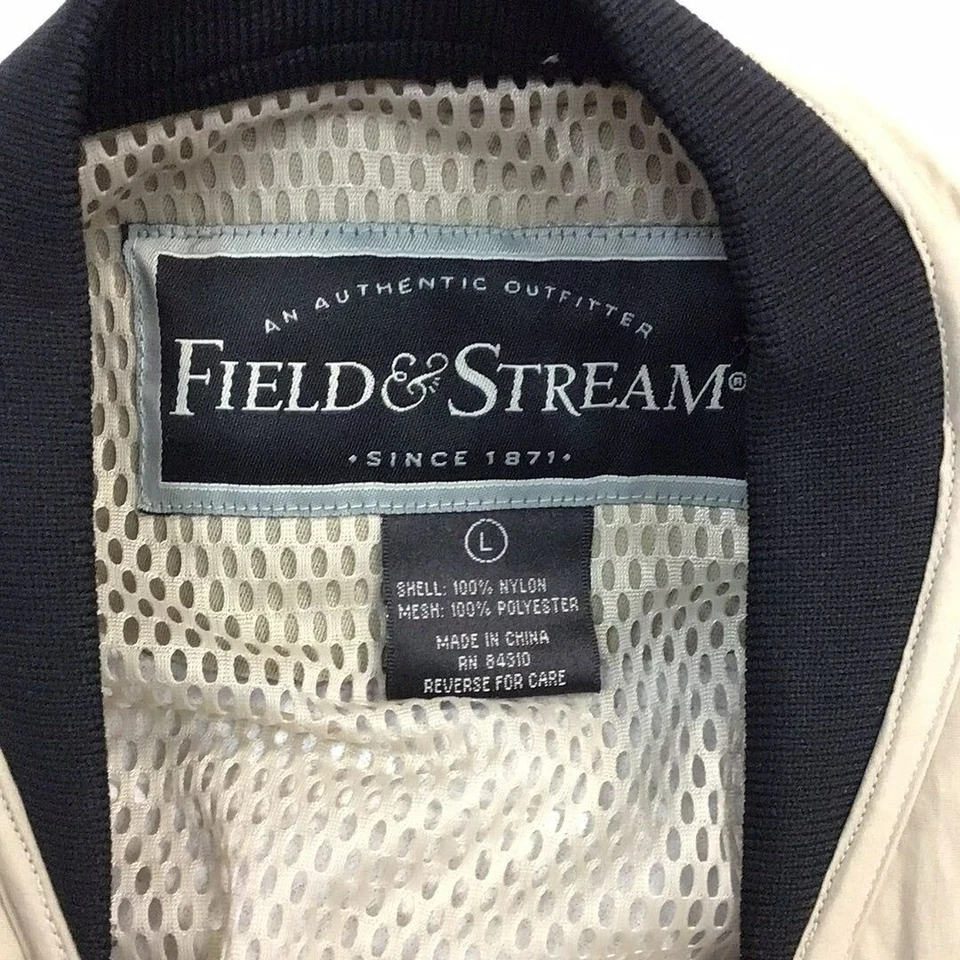 AN AUTHENTIC OUTFITTER
FIELD & STREAM®
• SINCE 1871 •
L
SHELL: 100% NYLON
MESH: 100% POLYESTER
MADE IN CHINA
RN 84310
REVERSE FOR CARE